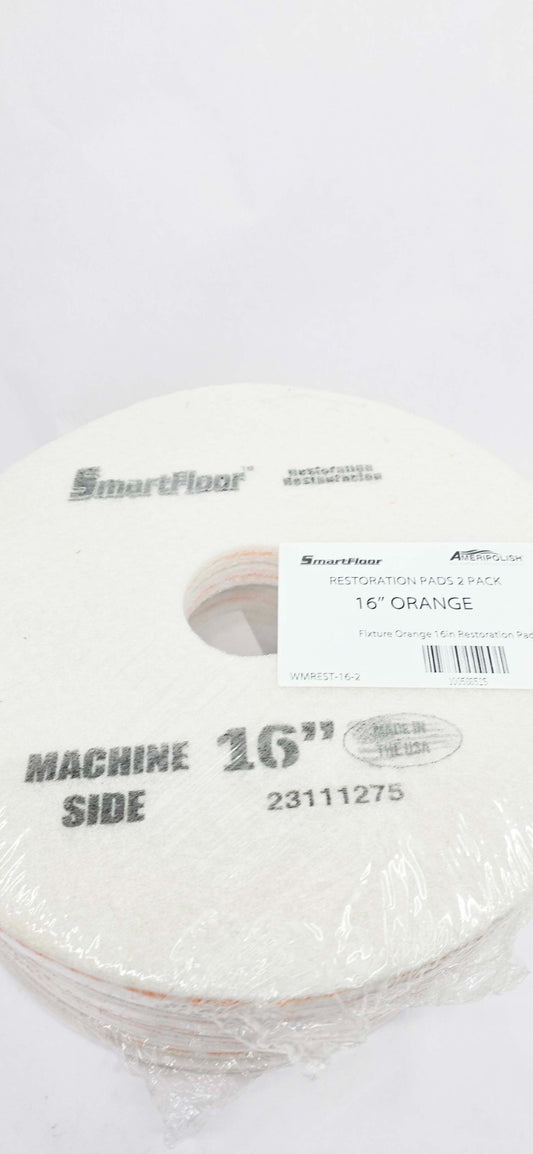 SmartFloor™
Restoration
Restauración
SmartFloor
AMERIPOLISH
RESTORATION PADS 2 PACK
16” ORANGE
Fixture Orange 16in Restoration Pad
WMREST-16-2
MACHINE
SIDE
16”
MADE IN
THE USA
23111275